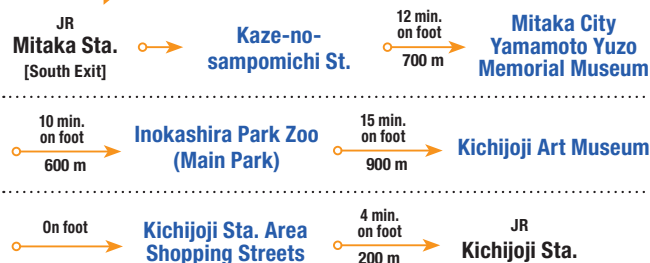 JR
Mitaka Sta.
[South Exit]
Kaze-no-
sampomichi St.
12 min.
on foot
700 m
Mitaka City
Yamamoto Yuzo
Memorial Museum
10 min.
on foot
600 m
Inokashira Park Zoo
(Main Park)
15 min.
on foot
900 m
Kichijoji Art Museum
On foot
Kichijoji Sta. Area
Shopping Streets
4 min.
on foot
200 m
JR
Kichijoji Sta.